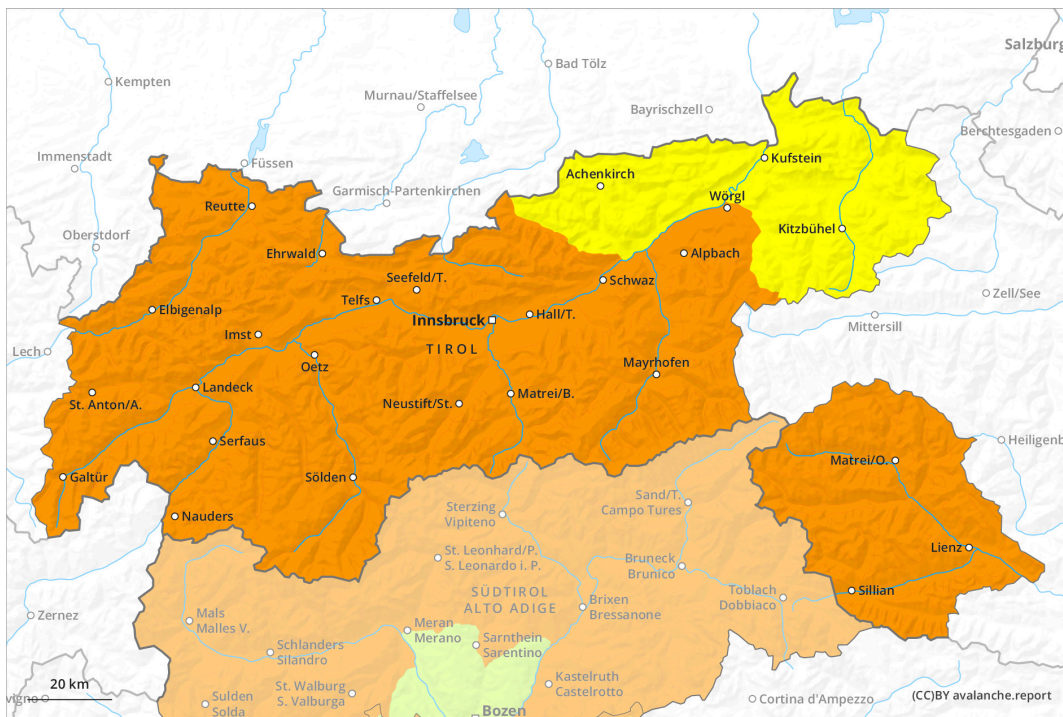 Salzburg
Kempten
Bad Tölz
Murnau/Staffelsee
Bayrischzell
Berchtesgaden
Immenstadt
Füssen
Kufstein
Achenkirch
Garmisch-Partenkirchen
Wörgl
Reutte
Oberstdorf
Kitzbühel
Ehrwald
Alpbach
Seefeld/T.
Schwaz
Zell/See
Telfs
Elbigenalp
Innsbruck
Hall/T.
Mittersill
Imst
Lech
TIROL
Oetz
Mayrhofen
Landeck
St. Anton/A.
Neustift/St.
Matrei/B.
Serfaus
Heiligenb
Matrei/O.
Galtür
Sölden
Sand/T.
Campo Tures
Sterzing
Vipiteno
Nauders
Lienz
St. Leonhard/P.
S. Leonardo i. P.
Bruneck
Brunico
Sillian
SÜDTIROL
ALTO ADIGE
Toblach
Dobbiaco
Zernez
Mals
Malles V.
Brixen
Bressanone
Meran
Merano
Sarnthein
Sarentino
Schlanders
Silandro
20 km
St. Walburg
S. Valburga
Kastelruth
Castelrotto
vigno
Sulden
Solda
Cortina d'Ampezzo
(CC)BY avalanche.report
Bozen